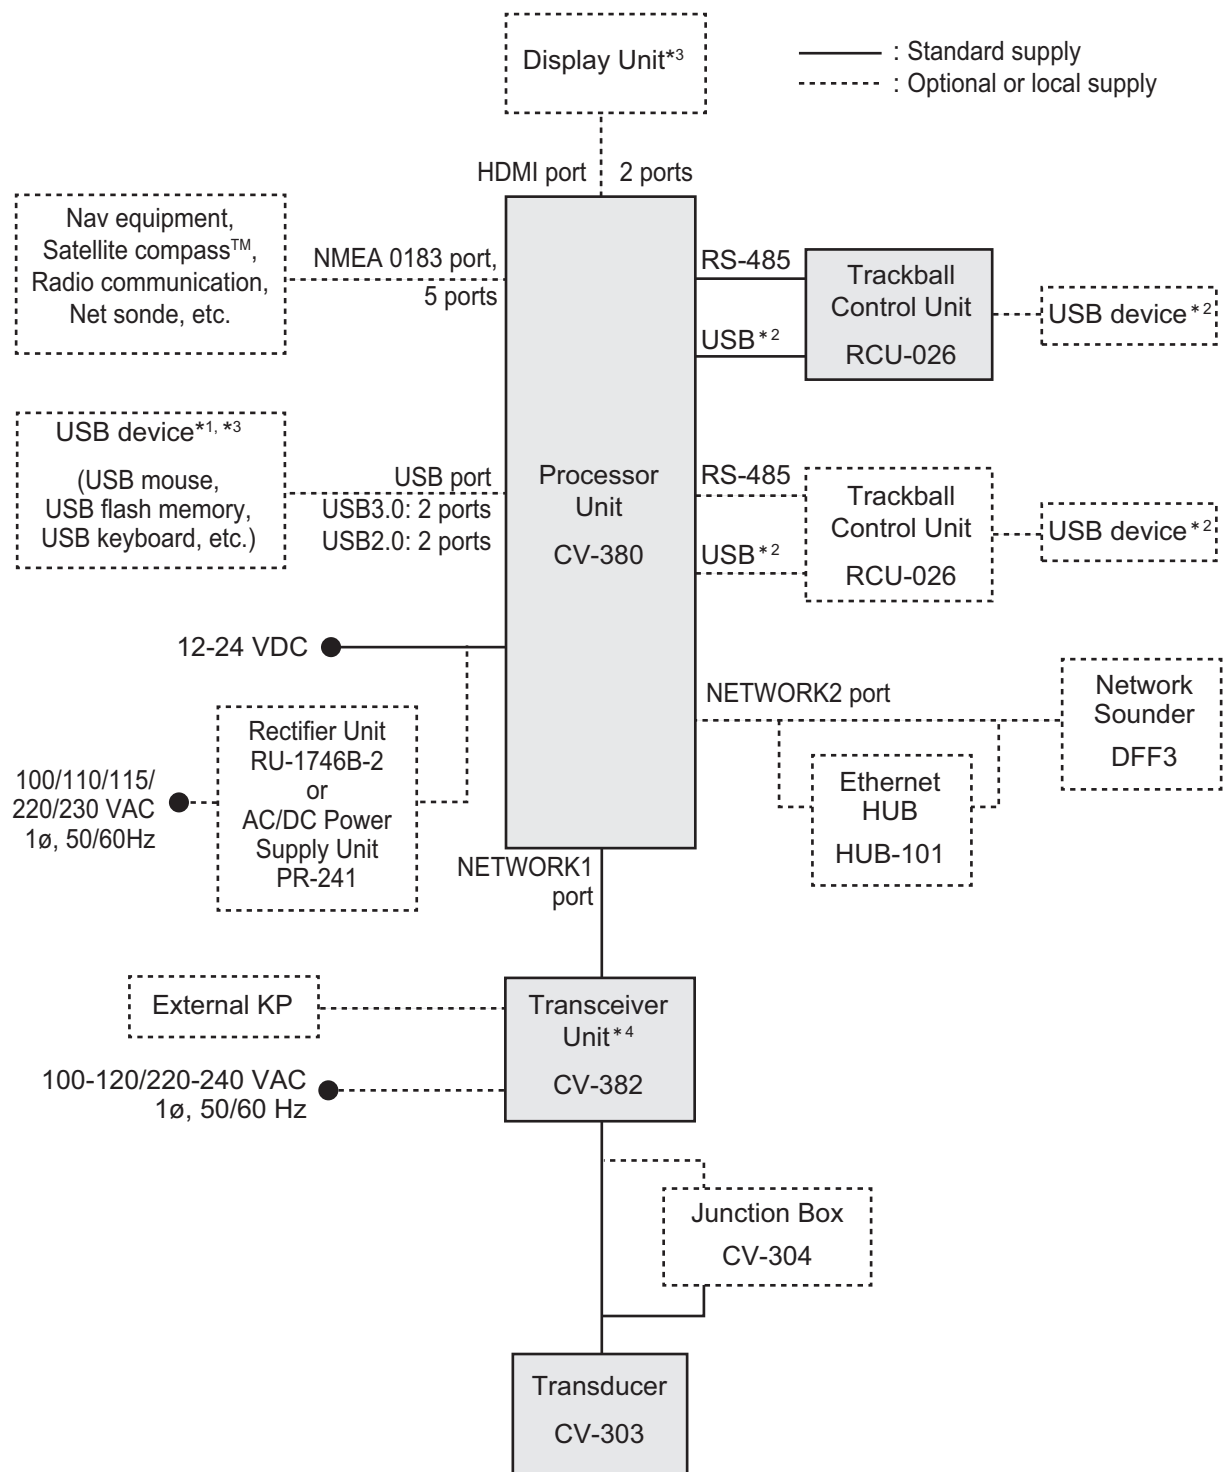 Display Unit*3
: Standard supply
: Optional or local supply
HDMI port
2 ports
Nav equipment,
Satellite compass™,
Radio communication,
Net sonde, etc.
NMEA 0183 port,
5 ports
RS-485
USB*2
Trackball
Control Unit
RCU-026
USB device*2
USB device*1, *3
(USB mouse,
USB flash memory,
USB keyboard, etc.)
USB port
USB3.0: 2 ports
USB2.0: 2 ports
Processor
Unit
CV-380
RS-485
USB*2
Trackball
Control Unit
RCU-026
USB device*2
12-24 VDC
NETWORK2 port
Network
Sounder
DFF3
Rectifier Unit
RU-1746B-2
or
AC/DC Power
Supply Unit
PR-241
100/110/115/
220/230 VAC
1ø, 50/60Hz
Ethernet
HUB
HUB-101
NETWORK1
port
External KP
Transceiver
Unit*4
CV-382
100-120/220-240 VAC
1ø, 50/60 Hz
Junction Box
CV-304
Transducer
CV-303